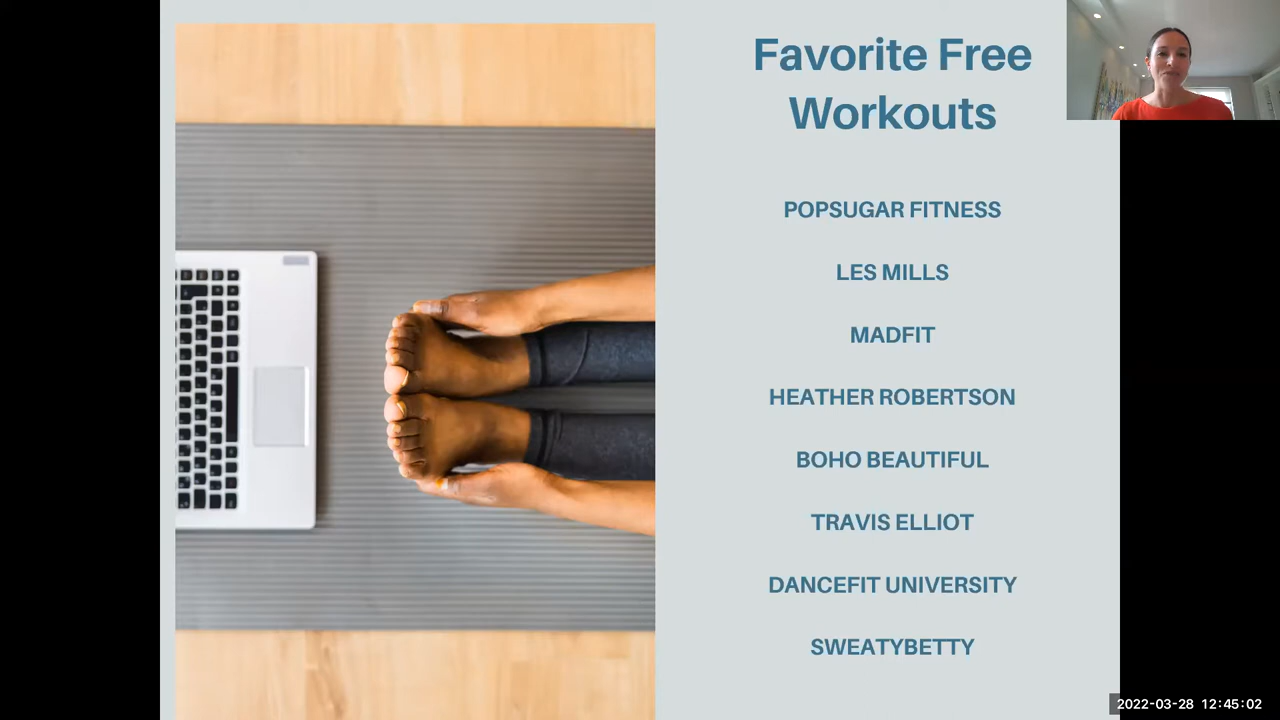 Favorite Free
Workouts
POPSUGAR FITNESS
LES MILLS
MADFIT
HEATHER ROBERTSON
BOHO BEAUTIFUL
TRAVIS ELLIOT
DANCEFIT UNIVERSITY
SWEATYBETTY
2022-03-28 12:45:02